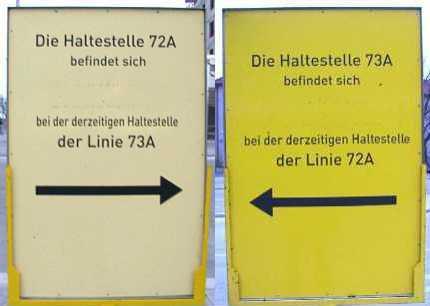 Die Haltestelle 72A
befindet sich
bei der derzeitigen Haltestelle
der Linie 73A
Die Haltestelle 73A
befindet sich
bei der derzeitigen Haltestelle
der Linie 72A